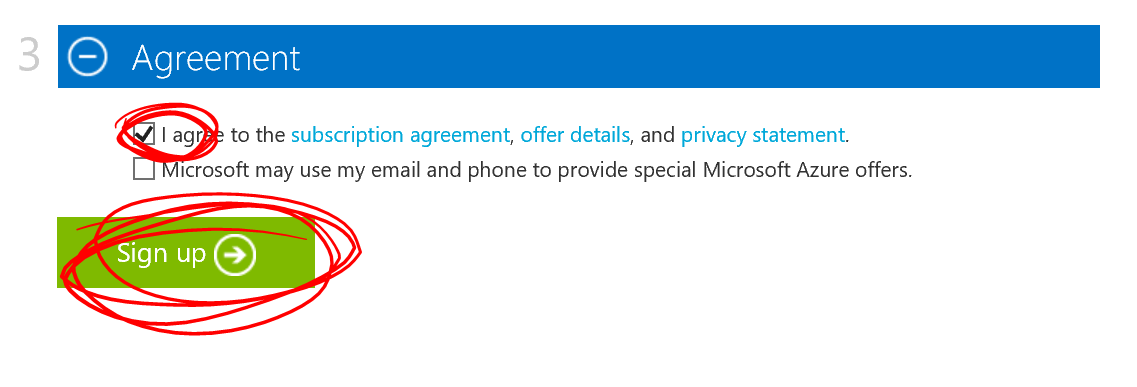 3
Agreement
I agree to the subscription agreement, offer details, and privacy statement.
Microsoft may use my email and phone to provide special Microsoft Azure offers.
Sign up